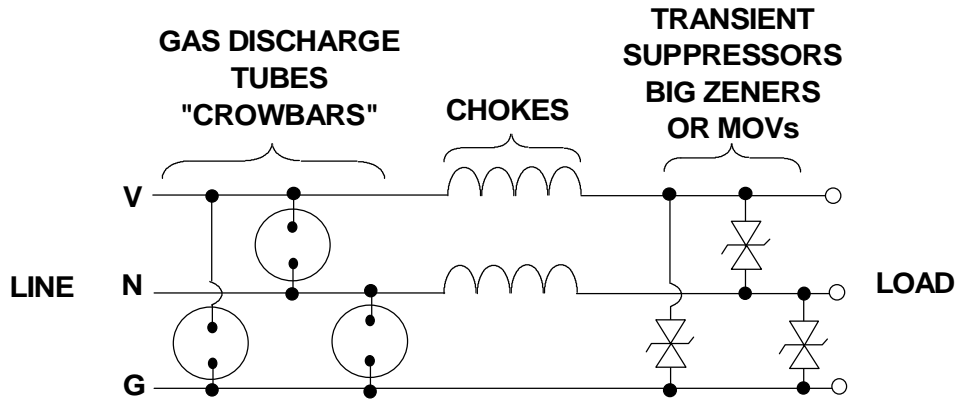 GAS DISCHARGE
TUBES
"CROWBARS"
CHOKES
TRANSIENT
SUPPRESSORS
BIG ZENERS
OR MOVs
V
LINE
N
LOAD
G